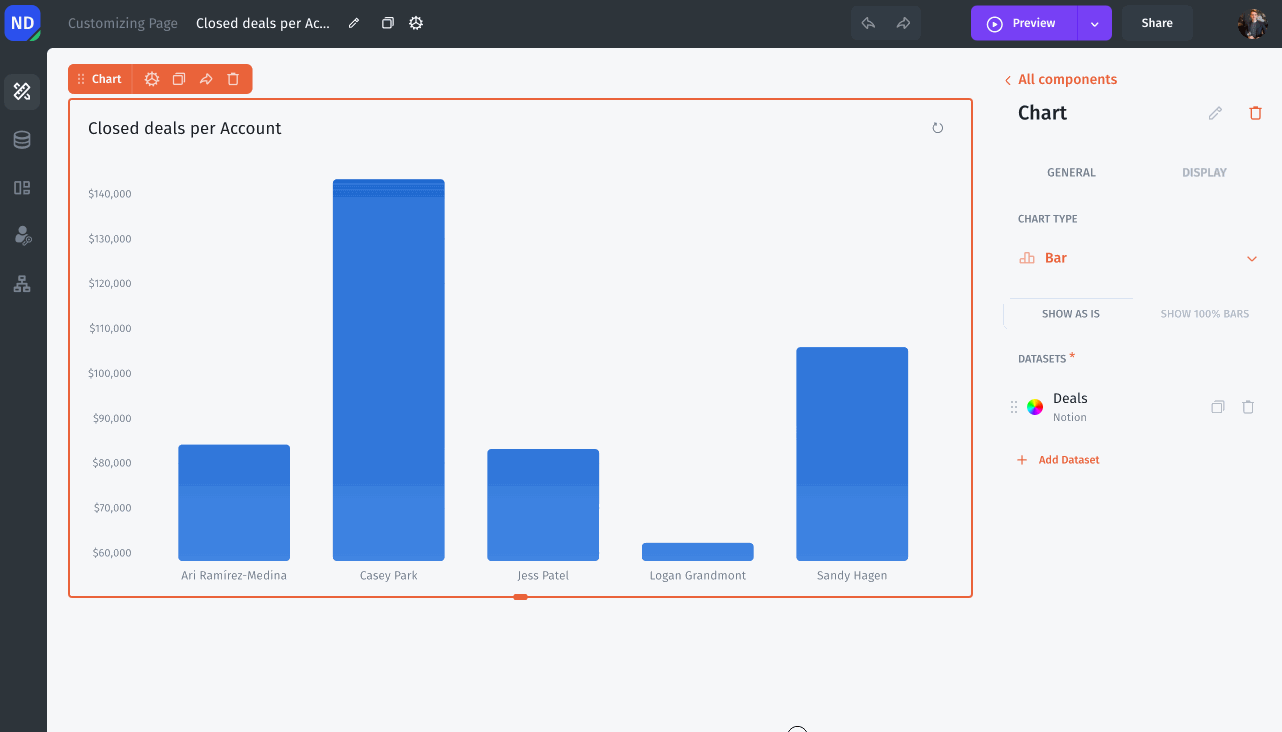 ND
Customizing Page
Closed deals per Ac...
Preview
Share
Chart
Closed deals per Account
$140,000
$130,000
$120,000
$110,000
$100,000
$90,000
$80,000
$70,000
$60,000
Ari Ramírez-Medina
Casey Park
Jess Patel
Logan Grandmont
Sandy Hagen
All components
Chart
GENERAL
DISPLAY
CHART TYPE
Bar
SHOW AS IS
SHOW 100% BARS
DATASETS *
Deals
Notion
+ Add Dataset